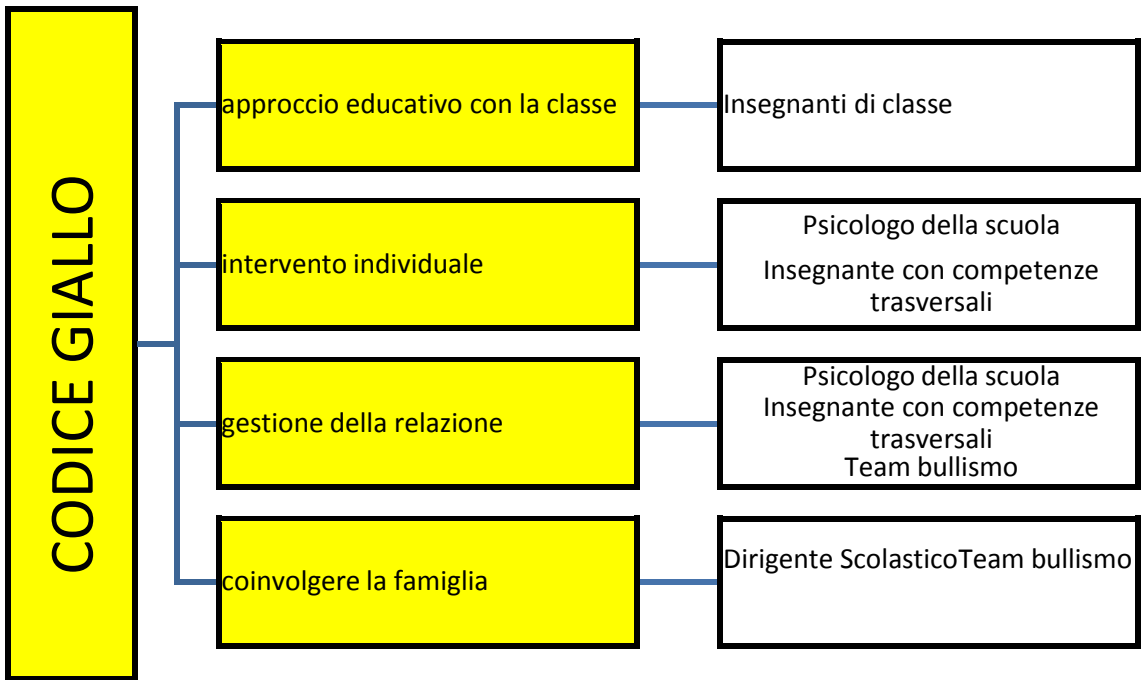 CODICE GIALLO
approccio educativo con la classe
Insegnanti di classe
intervento individuale
Psicologo della scuola
Insegnante con competenze
trasversali
gestione della relazione
Psicologo della scuola
Insegnante con competenze
trasversali
Team bullismo
coinvolgere la famiglia
Dirigente ScolasticoTeam bullismo